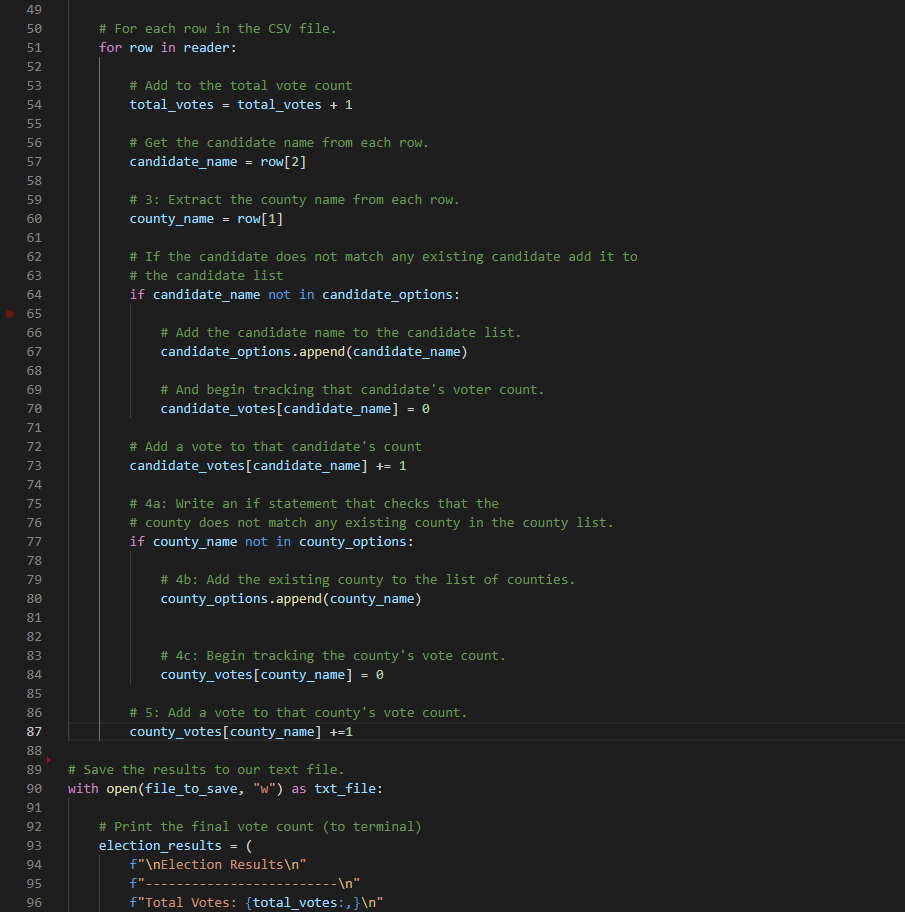 49
50 # For each row in the CSV file.
51 for row in reader:
52
53 # Add to the total vote count
54 total_votes = total_votes + 1
55
56 # Get the candidate name from each row.
57 candidate_name = row[2]
58
59 # 3: Extract the county name from each row.
60 county_name = row[1]
61
62 # If the candidate does not match any existing candidate add it to
63 # the candidate list
64 if candidate_name not in candidate_options:
65
66 # Add the candidate name to the candidate list.
67 candidate_options.append(candidate_name)
68
69 # And begin tracking that candidate's voter count.
70 candidate_votes[candidate_name] = 0
71
72 # Add a vote to that candidate's count
73 candidate_votes[candidate_name] += 1
74
75 # 4a: Write an if statement that checks that the
76 # county does not match any existing county in the county list.
77 if county_name not in county_options:
78
79 # 4b: Add the existing county to the list of counties.
80 county_options.append(county_name)
81
82
83 # 4c: Begin tracking the county's vote count.
84 county_votes[county_name] = 0
85
86 # 5: Add a vote to that county's vote count.
87 county_votes[county_name] +=1
88
89 # Save the results to our text file.
90 with open(file_to_save, "w") as txt_file:
91
92 # Print the final vote count (to terminal)
93 election_results = (
94 f"\nElection Results\n"
95 f"-------------------------\n"
96 f"Total Votes: {total_votes:,}\n"